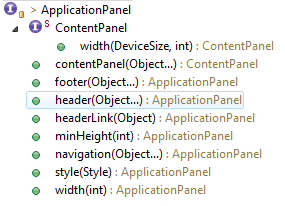 > ApplicationPanel
S ContentPanel
width(DeviceSize, int) : ContentPanel
contentPanel(Object...) : ContentPanel
footer(Object...) : ApplicationPanel
header(Object...) : ApplicationPanel
headerLink(Object) : ApplicationPanel
minHeight(int) : ApplicationPanel
navigation(Object...) : ApplicationPanel
style(Style) : ApplicationPanel
width(int) : ApplicationPanel